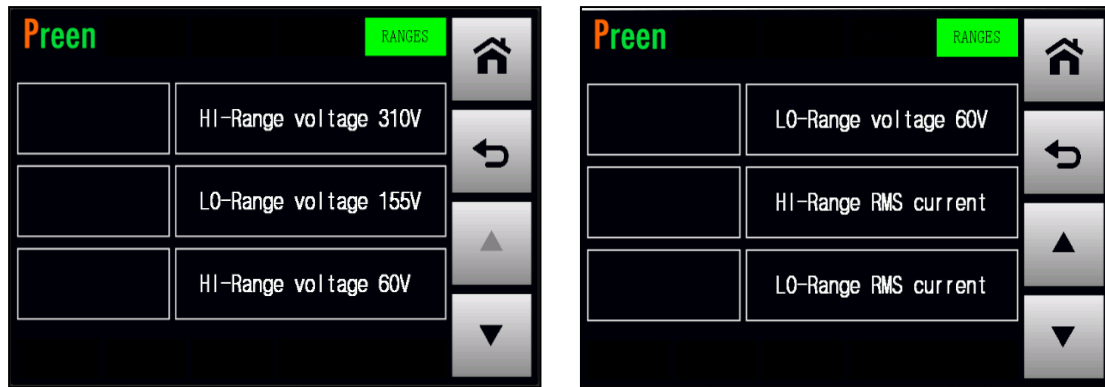 Preen
RANGES
HI-Range voltage 310V
LO-Range voltage 155V
HI-Range voltage 60V
Preen
RANGES
LO-Range voltage 60V
HI-Range RMS current
LO-Range RMS current